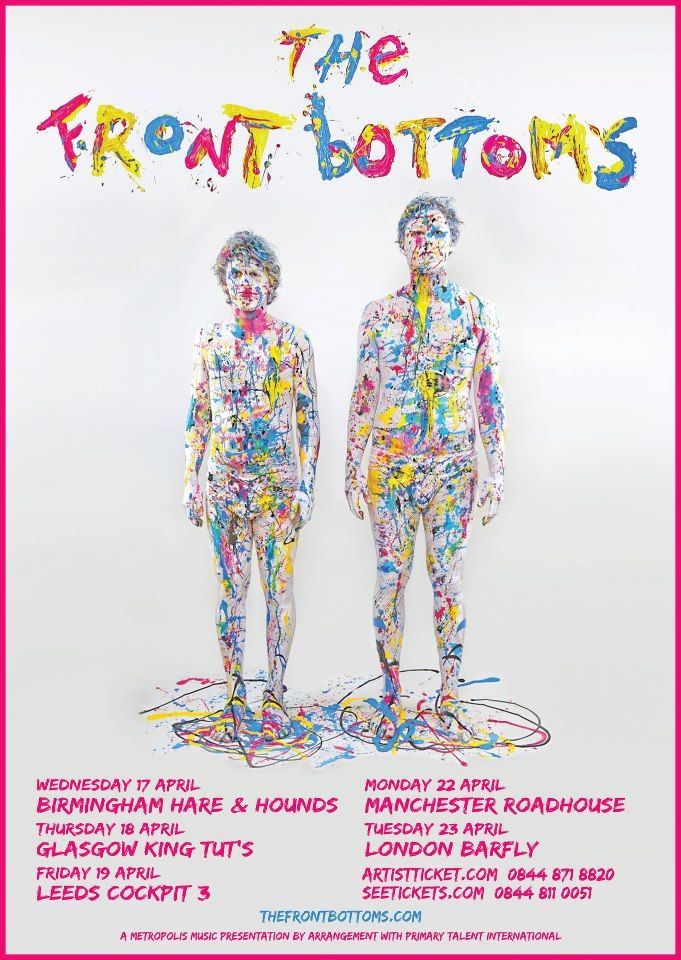 THE
FRONT BOTTOMS
WEDNESDAY 17 APRIL
BIRMINGHAM HARE & HOUNDS
THURSDAY 18 APRIL
GLASGOW KING TUT'S
FRIDAY 19 APRIL
LEEDS COCKPIT 3
MONDAY 22 APRIL
MANCHESTER ROADHOUSE
TUESDAY 23 APRIL
LONDON BARFLY
ARTISTTICKET.COM 0844 871 8820
SEETICKETS.COM 0844 811 0051
THEFRONTBOTTOMS.COM
A METROPOLIS MUSIC PRESENTATION BY ARRANGEMENT WITH PRIMARY TALENT INTERNATIONAL